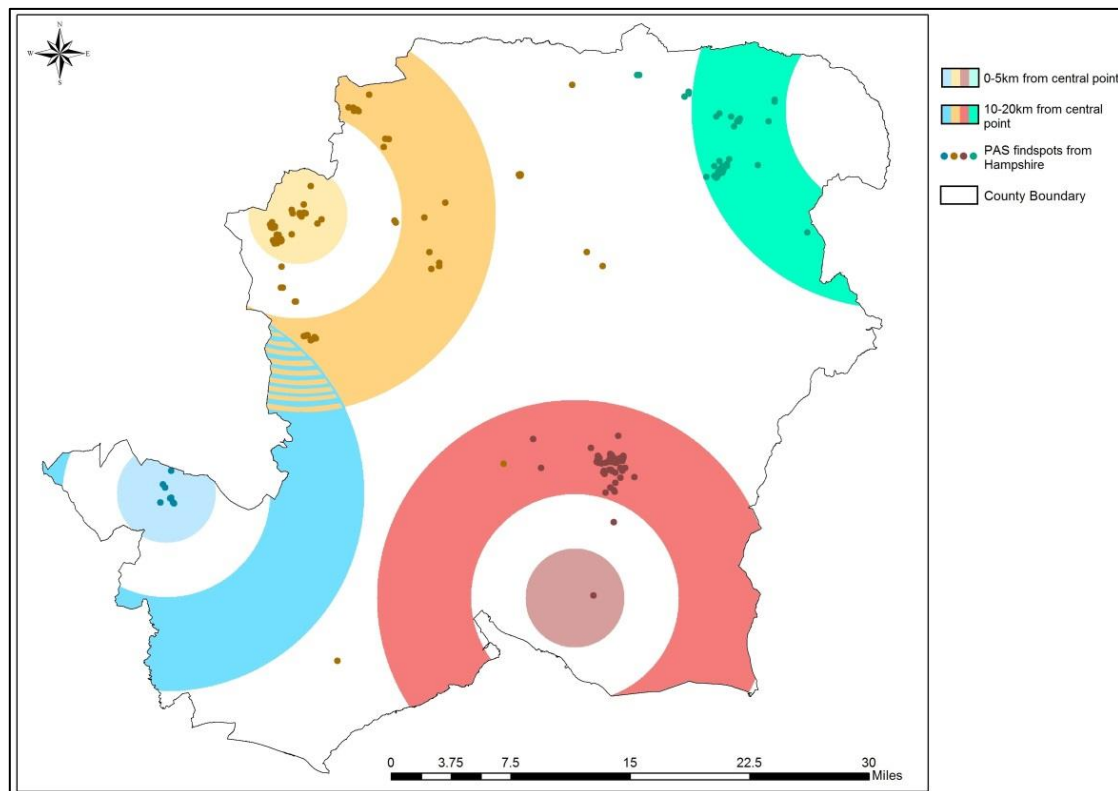 N
W E
S
0-5km from central point
10-20km from central
point
PAS findspots from
Hampshire
County Boundary
0 3.75 7.5 15 22.5 30
Miles